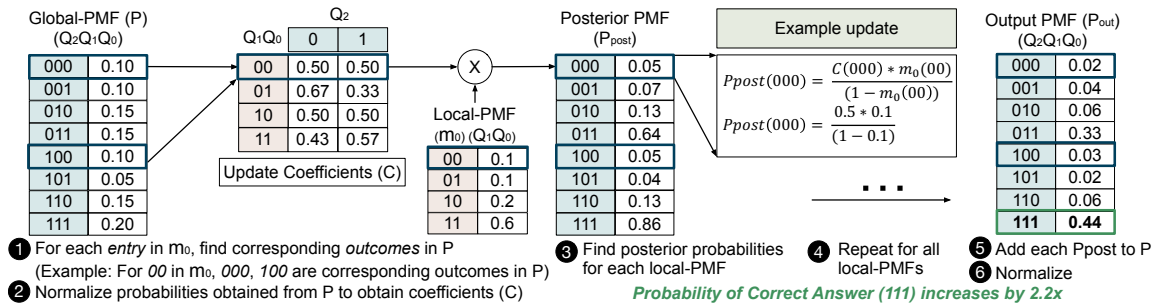 Global-PMF (P)
(Q₂Q₁Q₀)
000 0.10
001 0.10
010 0.15
011 0.15
100 0.10
101 0.05
110 0.15
111 0.20
Q₂
Q₁Q₀ 0 1
00 0.50 0.50
01 0.67 0.33
10 0.50 0.50
11 0.43 0.57
Update Coefficients (C)
X
Local-PMF
(m₀) (Q₁Q₀)
00 0.1
01 0.1
10 0.2
11 0.6
Posterior PMF
(Ppost)
000 0.05
001 0.07
010 0.13
011 0.64
100 0.05
101 0.04
110 0.13
111 0.86
Example update
Ppost(000) = C(000) * m₀(00) / (1 − m₀(00))
Ppost(000) = 0.5 * 0.1 / (1 − 0.1)
...
Output PMF (Pout)
(Q₂Q₁Q₀)
000 0.02
001 0.04
010 0.06
011 0.33
100 0.03
101 0.02
110 0.06
111 0.44
1 For each entry in m₀, find corresponding outcomes in P
(Example: For 00 in m₀, 000, 100 are corresponding outcomes in P)
2 Normalize probabilities obtained from P to obtain coefficients (C)
3 Find posterior probabilities
for each local-PMF
4 Repeat for all
local-PMFs
5 Add each Ppost to P
6 Normalize
Probability of Correct Answer (111) increases by 2.2x